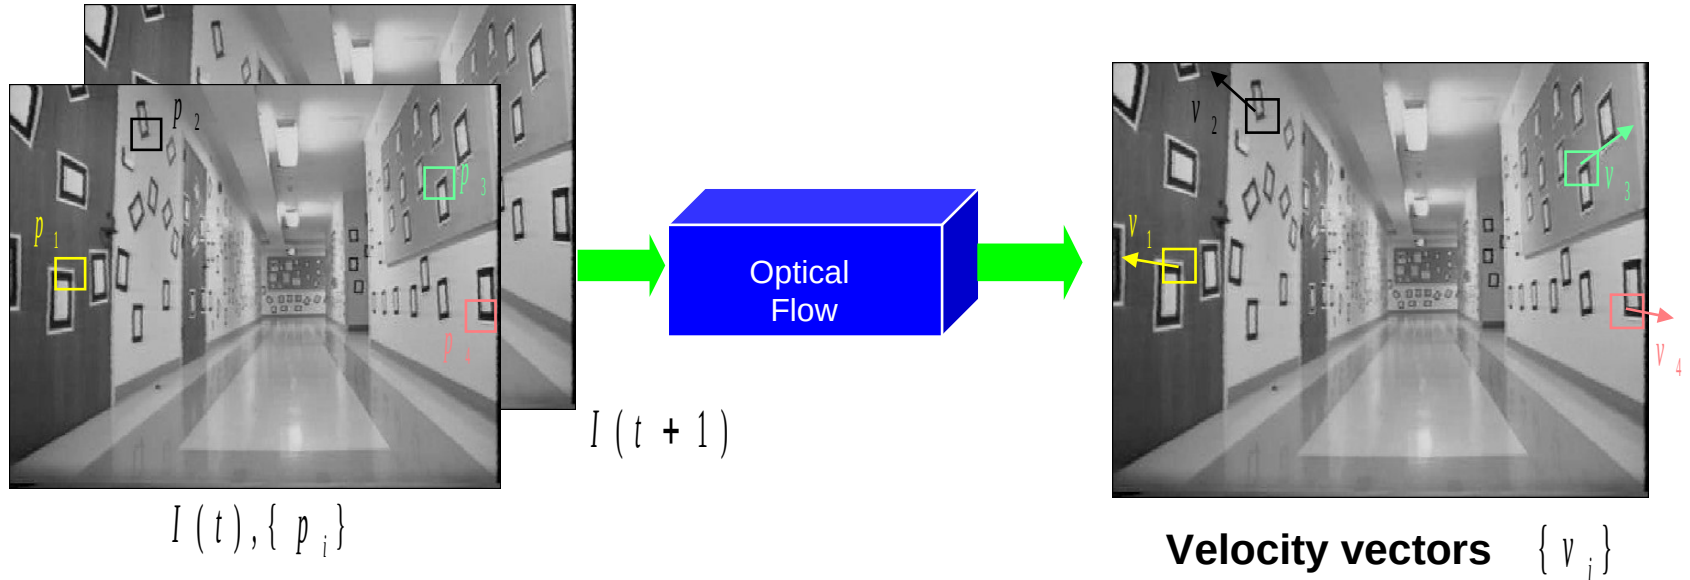 p 1
p 2
p 3
p 4
I ( t ) , { p i }
I ( t + 1 )
Optical
Flow
v 1
v 2
v 3
v 4
Velocity vectors { v i }